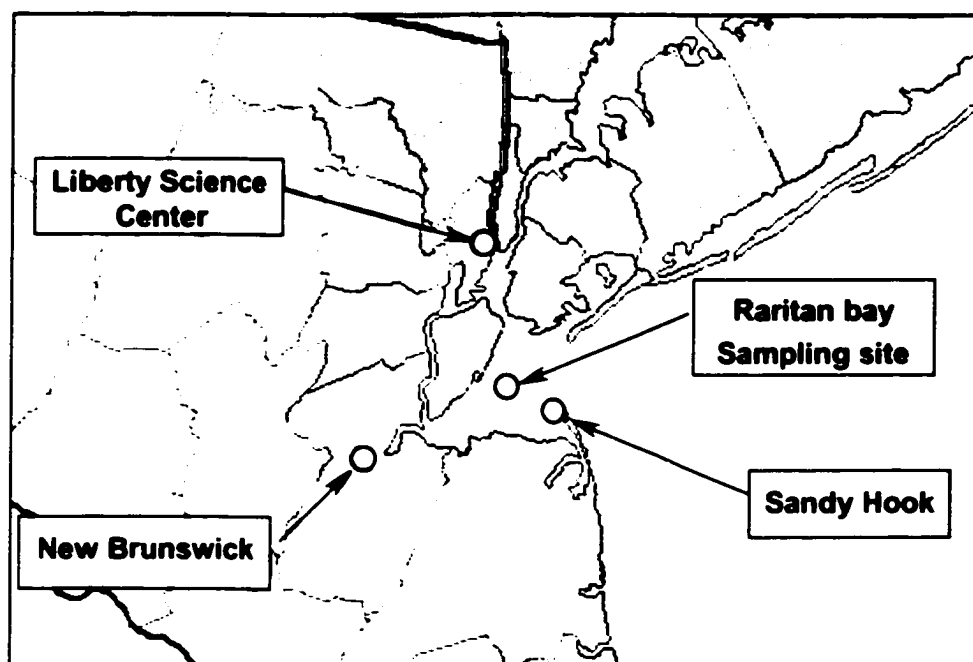 Liberty Science
Center
Raritan bay
Sampling site
Sandy Hook
New Brunswick